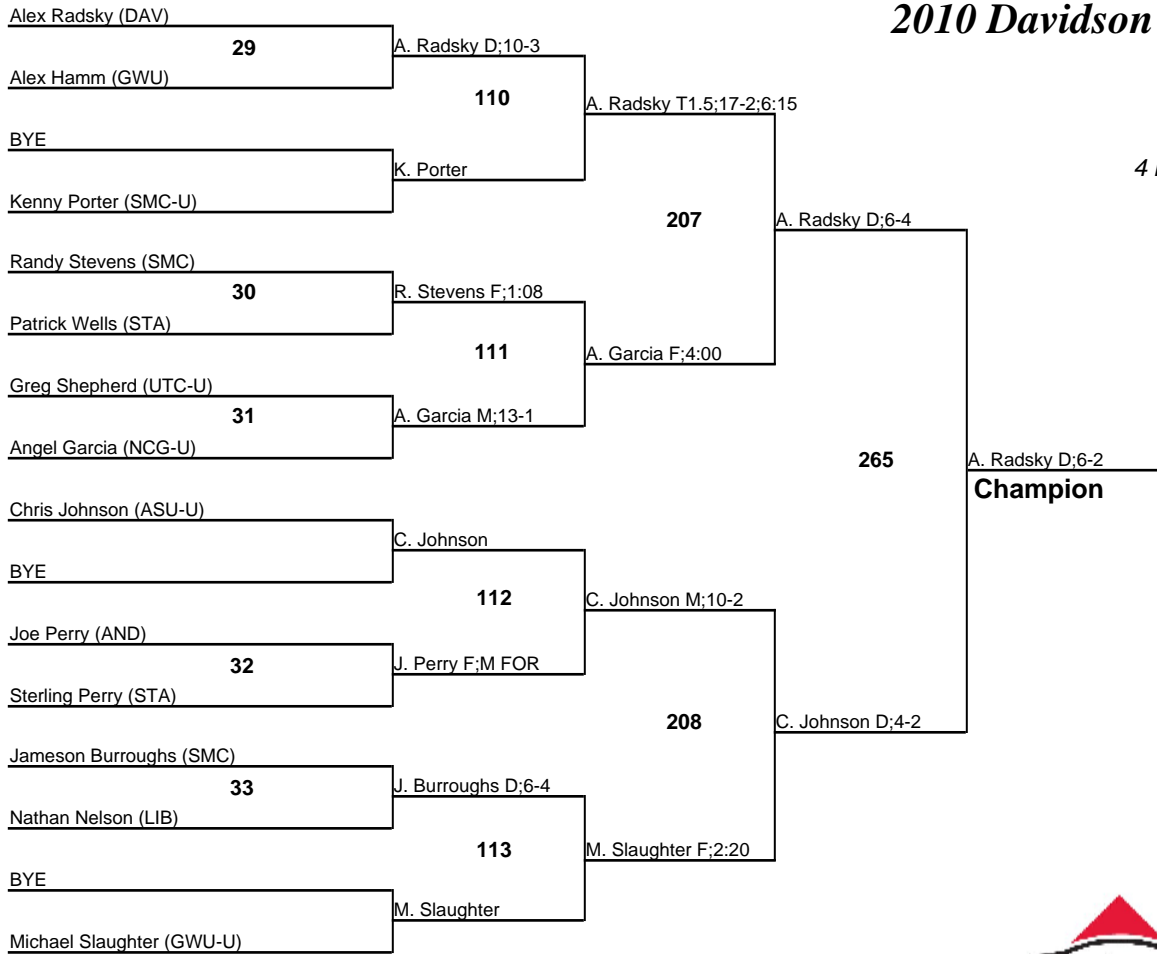 2010 Davidson
Alex Radsky (DAV)
29
Alex Hamm (GWU)
A. Radsky D;10-3
110
A. Radsky T1.5;17-2;6:15
BYE
Kenny Porter (SMC-U)
K. Porter
207
A. Radsky D;6-4
Randy Stevens (SMC)
30
Patrick Wells (STA)
R. Stevens F;1:08
111
A. Garcia F;4:00
Greg Shepherd (UTC-U)
31
Angel Garcia (NCG-U)
A. Garcia M;13-1
265
A. Radsky D;6-2
Champion
Chris Johnson (ASU-U)
BYE
C. Johnson
112
C. Johnson M;10-2
Joe Perry (AND)
32
Sterling Perry (STA)
J. Perry F;M FOR
208
C. Johnson D;4-2
Jameson Burroughs (SMC)
33
Nathan Nelson (LIB)
J. Burroughs D;6-4
113
M. Slaughter F;2:20
BYE
Michael Slaughter (GWU-U)
M. Slaughter
4